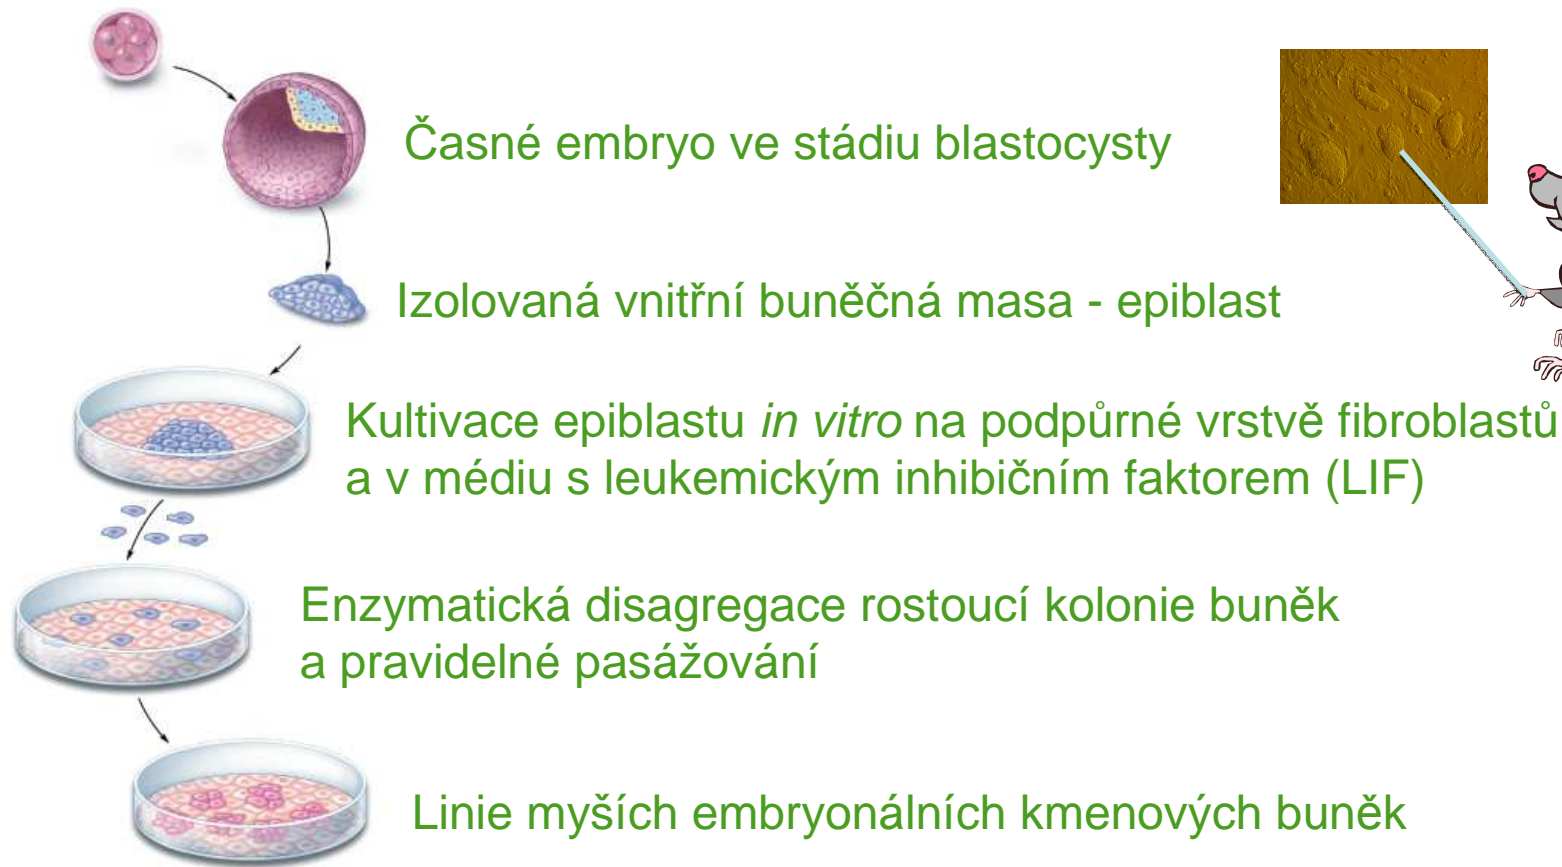 Časné embryo ve stádiu blastocysty
Izolovaná vnitřní buněčná masa - epiblast
Kultivace epiblastu in vitro na podpůrné vrstvě fibroblastů
a v médiu s leukemickým inhibičním faktorem (LIF)
Enzymatická disagregace rostoucí kolonie buněk
a pravidelné pasážování
Linie myších embryonálních kmenových buněk